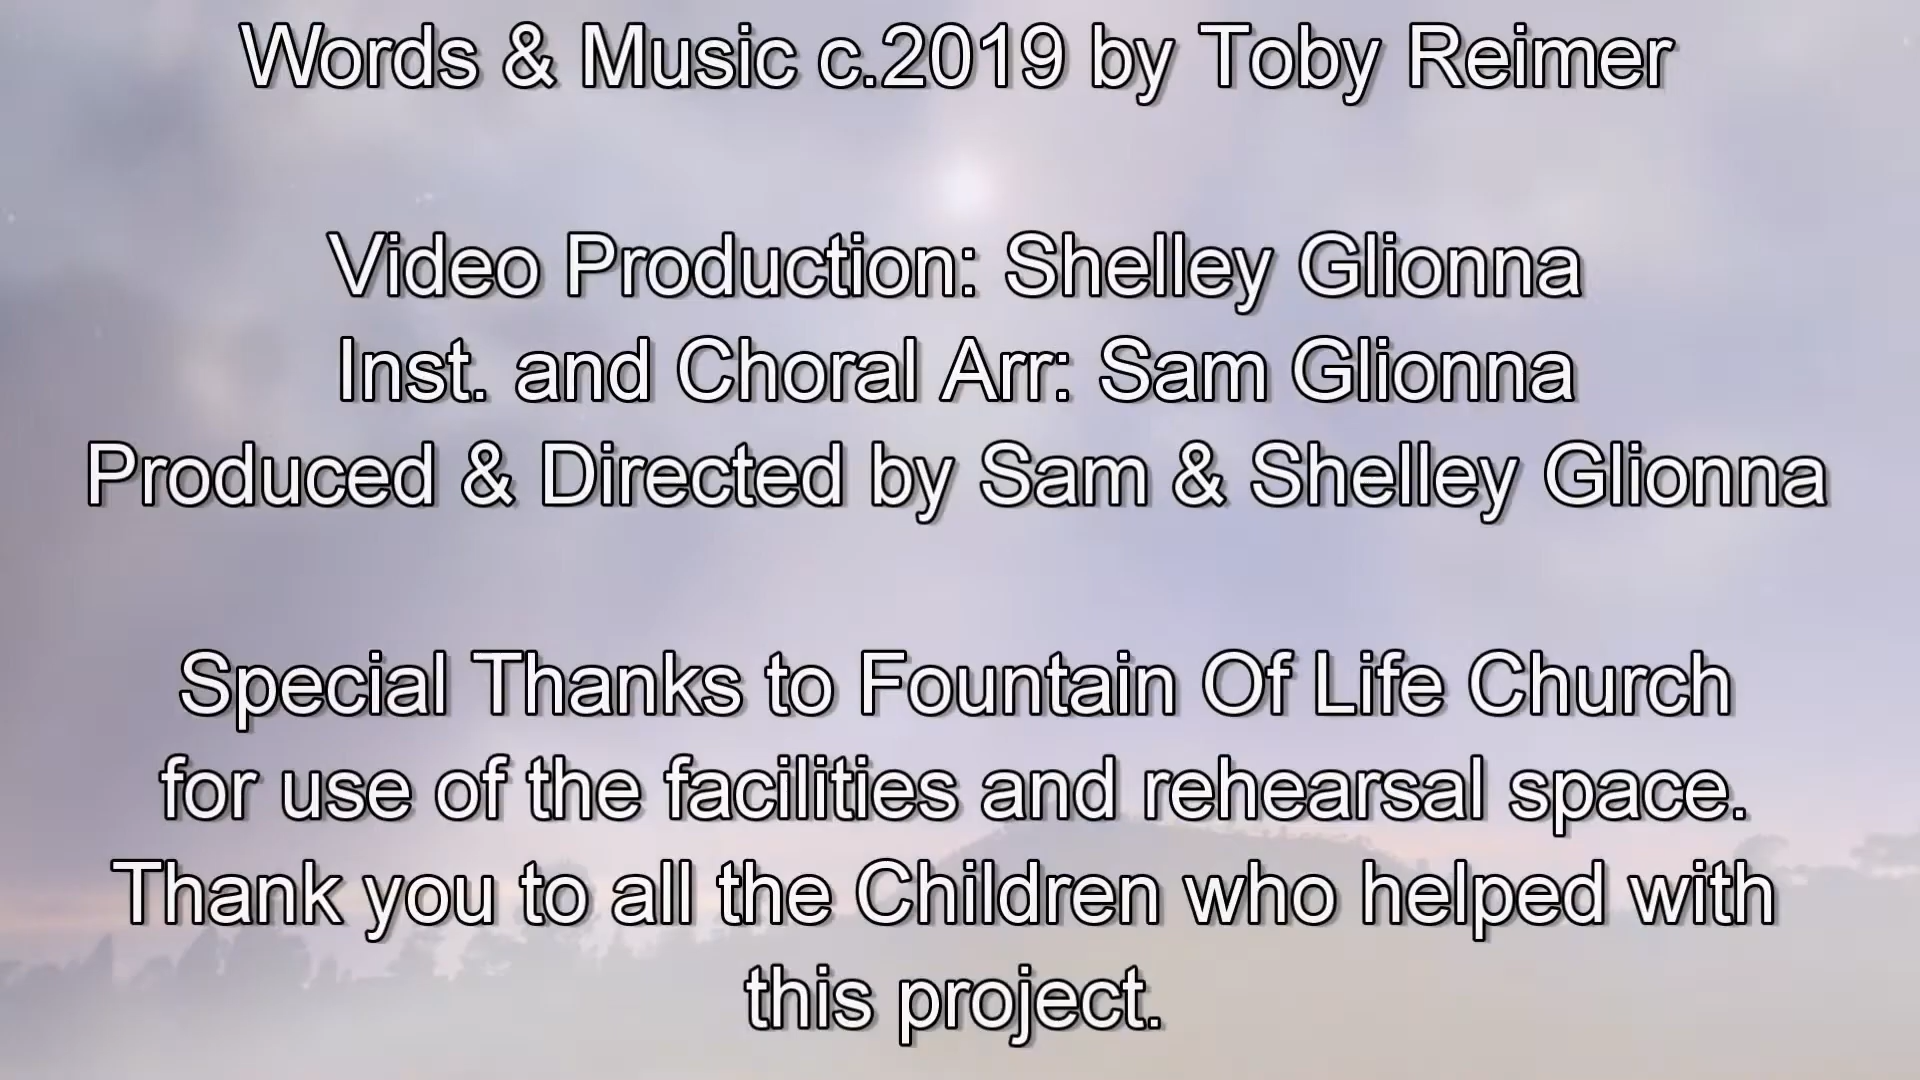 Words & Music c.2019 by Toby Reimer
Video Production: Shelley Glionna
Inst. and Choral Arr: Sam Glionna
Produced & Directed by Sam & Shelley Glionna
Special Thanks to Fountain Of Life Church
for use of the facilities and rehearsal space.
Thank you to all the Children who helped with
this project.